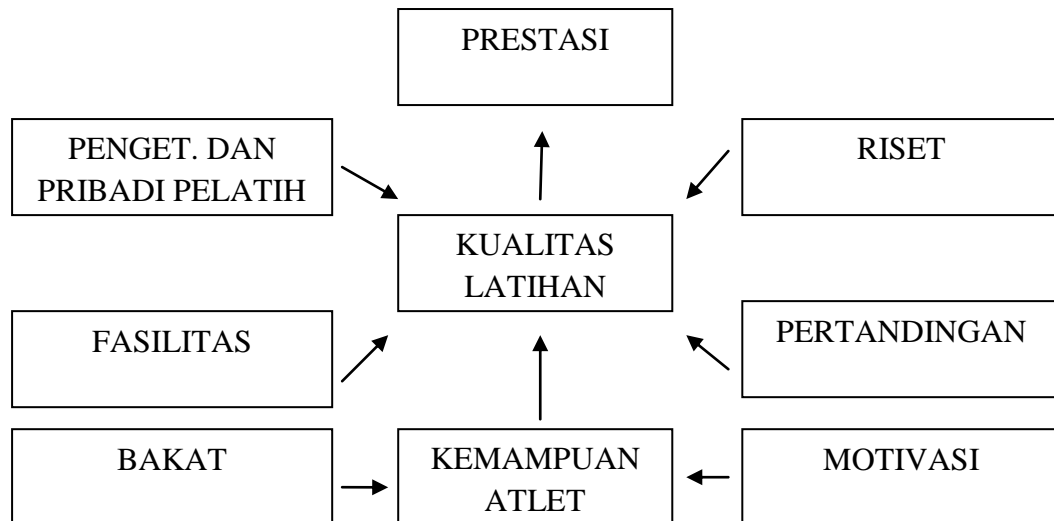 PRESTASI
PENGET. DAN
PRIBADI PELATIH
RISET
KUALITAS
LATIHAN
FASILITAS
PERTANDINGAN
BAKAT
KEMAMPUAN
ATLET
MOTIVASI